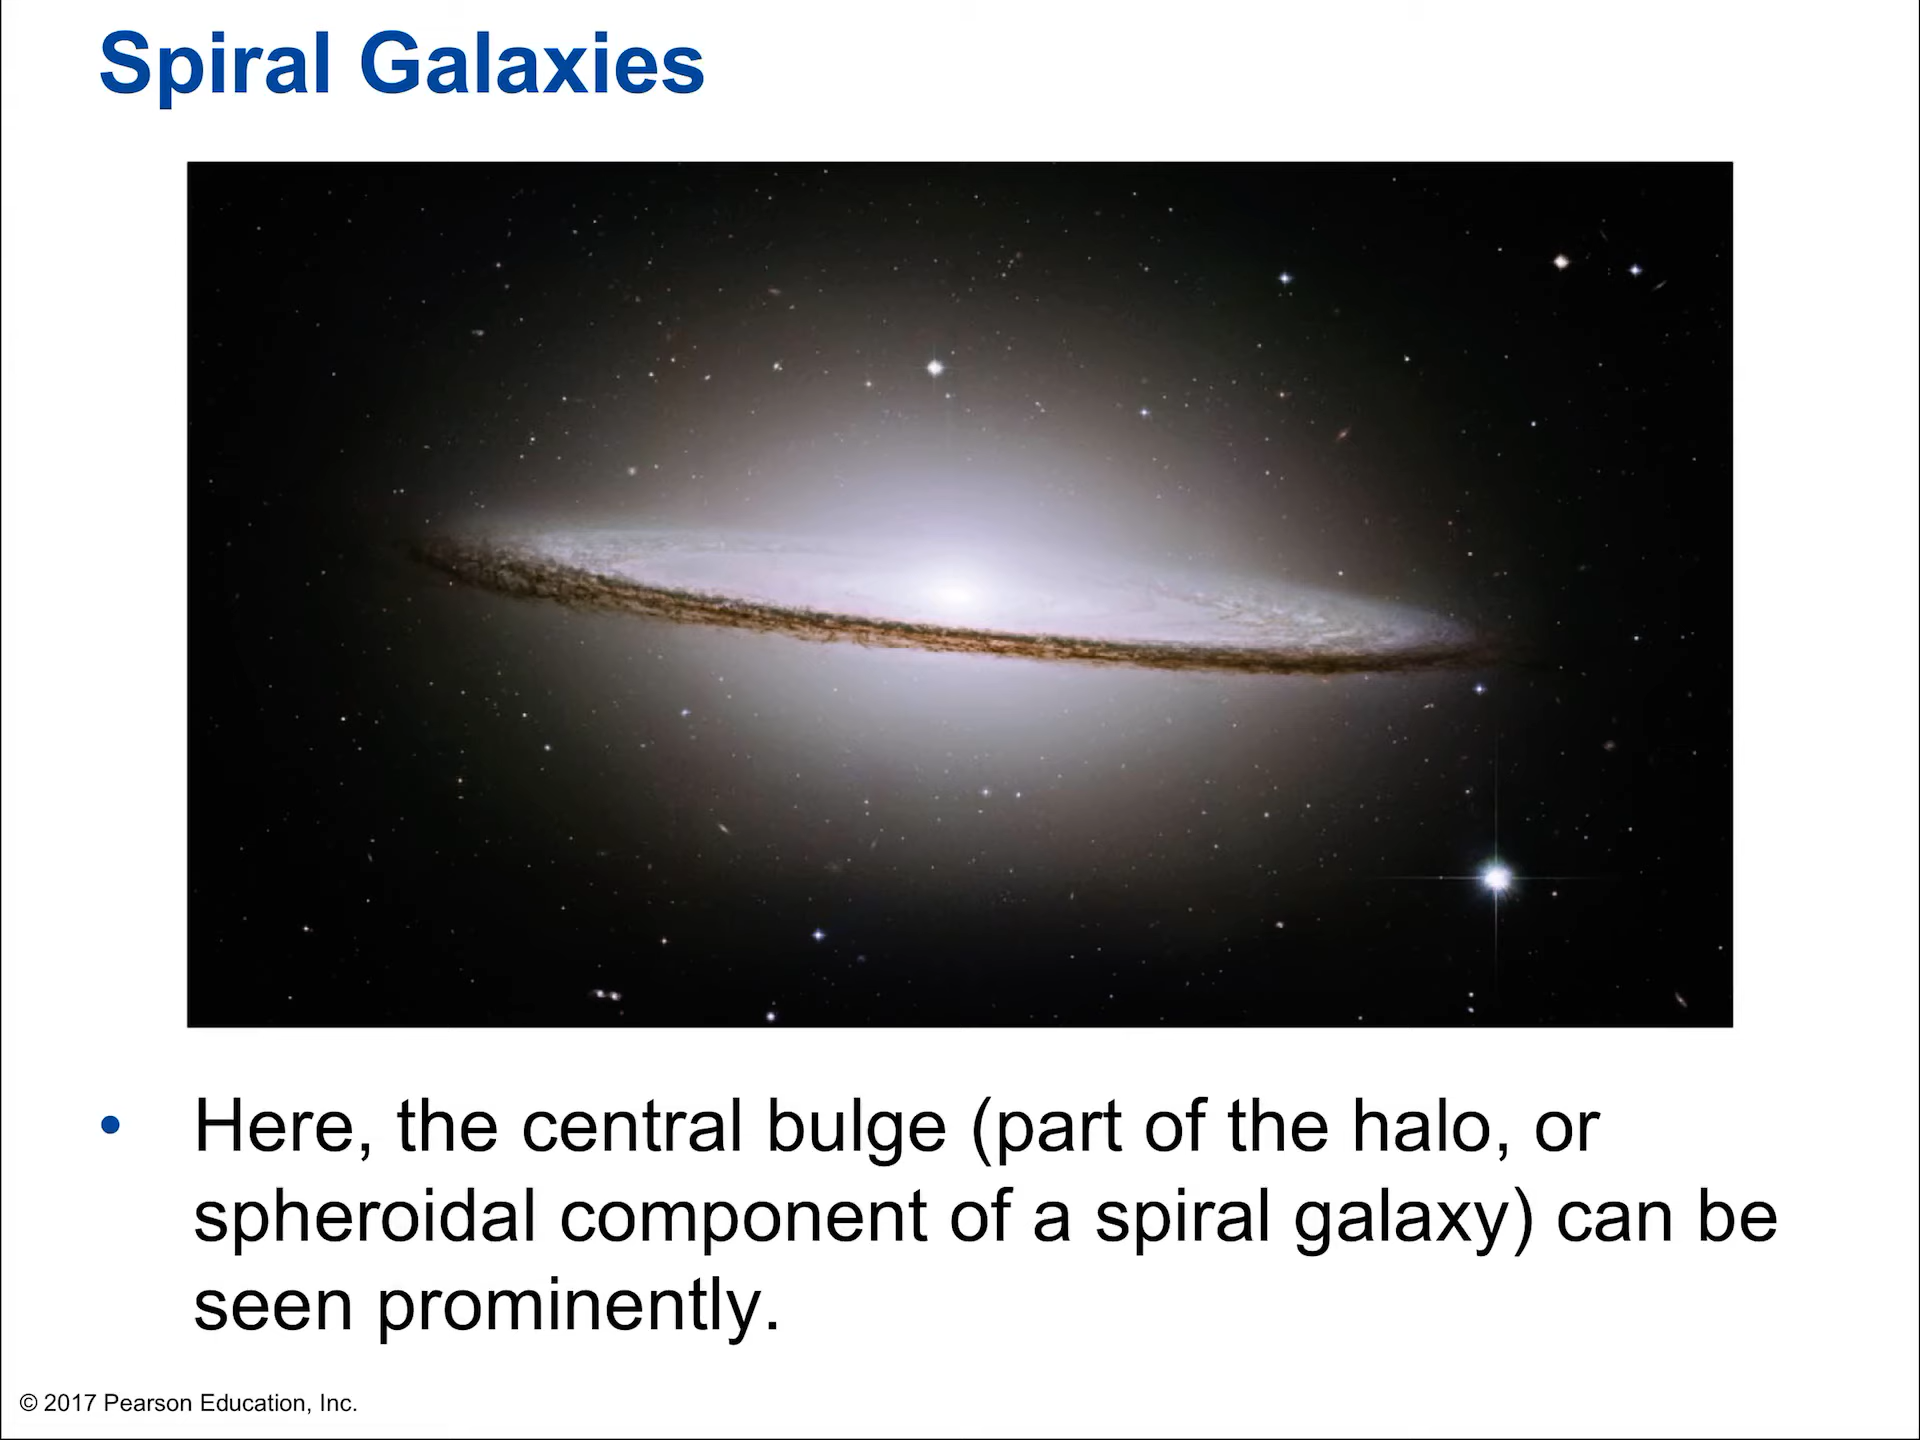 Spiral Galaxies
• Here, the central bulge (part of the halo, or
spheroidal component of a spiral galaxy) can be
seen prominently.
© 2017 Pearson Education, Inc.